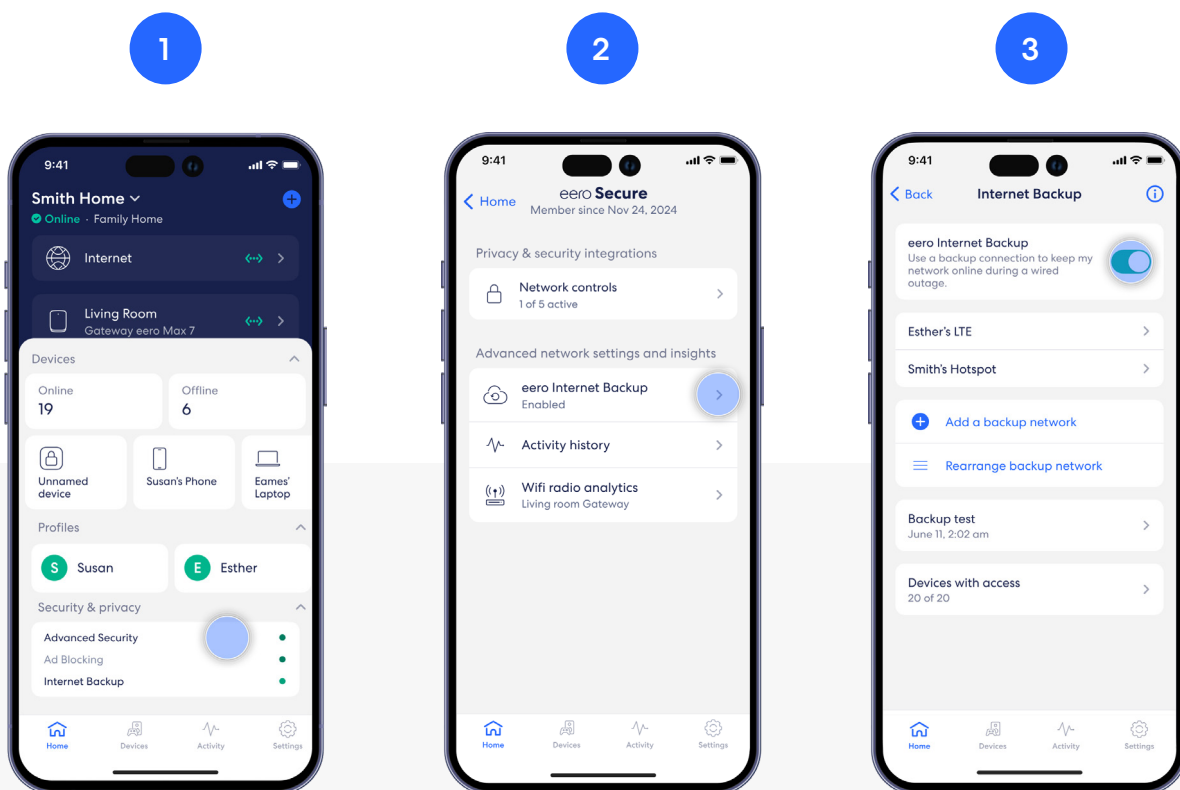 1
2
3
9:41
Smith Home
Online · Family Home
Internet
Living Room
Gateway eero Max 7
Devices
Online
19
Offline
6
Unnamed
device
Susan's Phone
Eames'
Laptop
Profiles
S Susan
E Esther
Security & privacy
Advanced Security
Ad Blocking
Internet Backup
Home Devices Activity Settings
9:41
Home
eero Secure
Member since Nov 24, 2024
Privacy & security integrations
Network controls
1 of 5 active
Advanced network settings and insights
eero Internet Backup
Enabled
Activity history
Wifi radio analytics
Living room Gateway
Home Devices Activity Settings
9:41
Back Internet Backup
eero Internet Backup
Use a backup connection to keep my
network online during a wired
outage.
Esther's LTE
Smith's Hotspot
Add a backup network
Rearrange backup network
Backup test
June 11, 2:02 am
Devices with access
20 of 20
Home Devices Activity Settings